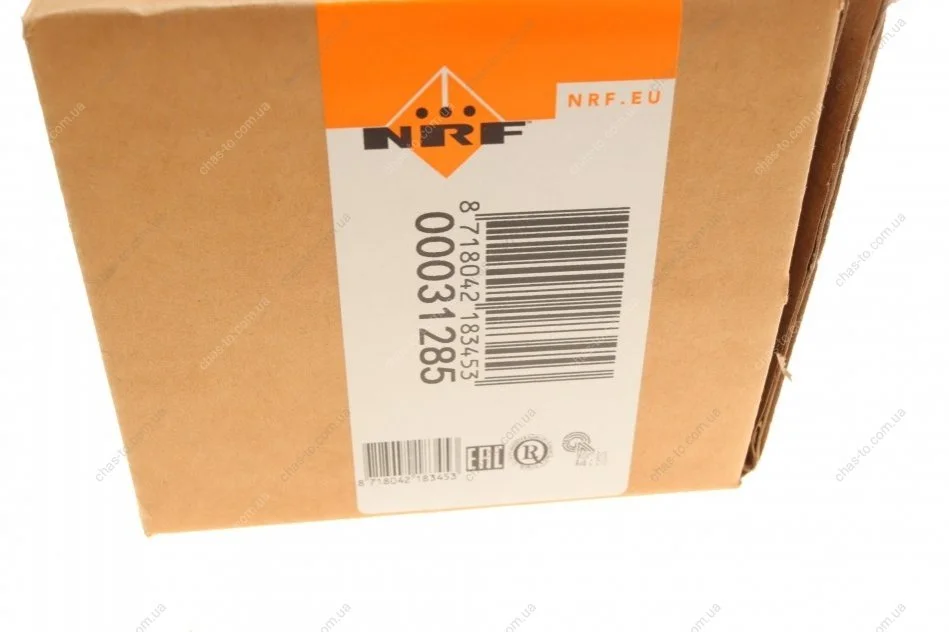 NRF.EU
NRF
8 718042 183453
00031285
8 718042 183453
EAC
R
chas-to.com.ua